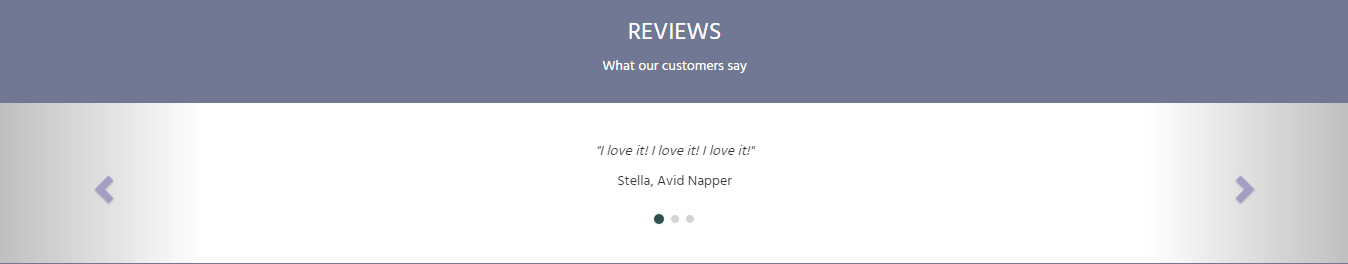 REVIEWS
What our customers say
"I love it! I love it! I love it!"
Stella, Avid Napper